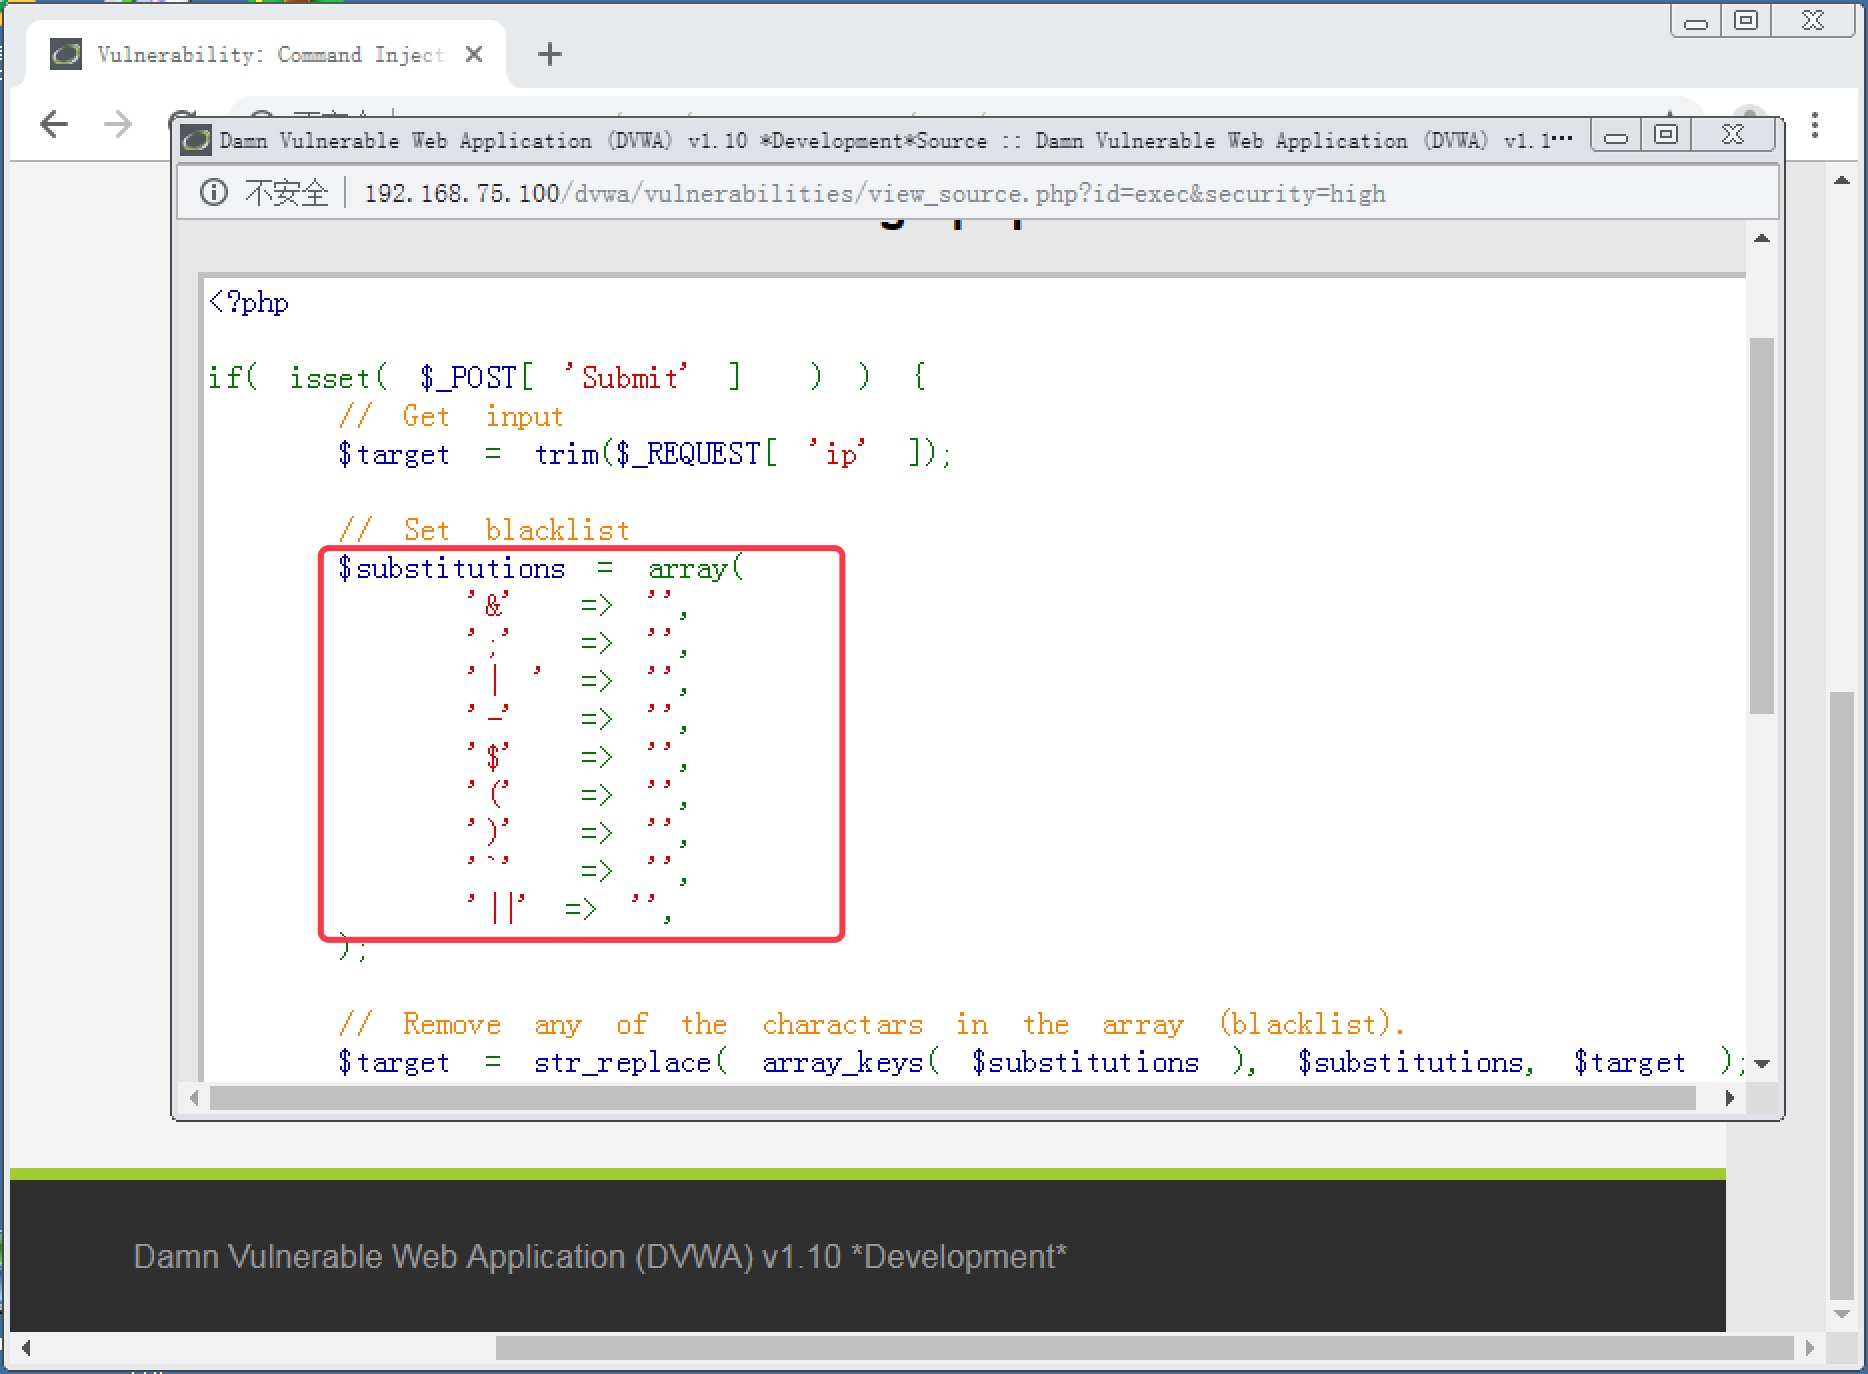 Vulnerability: Command Inject
Damn Vulnerable Web Application (DVWA) v1.10 *Development*Source :: Damn Vulnerable Web Application (DVWA) v1.1…
不安全 192.168.75.100/dvwa/vulnerabilities/view_source.php?id=exec&security=high
<?php
if( isset( $_POST[ 'Submit' ] ) ) {
// Get input
$target = trim($_REQUEST[ 'ip' ]);
// Set blacklist
$substitutions = array(
'&' => '',
';' => '',
'| ' => '',
'-' => '',
'$' => '',
'(' => '',
')' => '',
'`' => '',
'||' => '',
);
// Remove any of the charactars in the array (blacklist).
$target = str_replace( array_keys( $substitutions ), $substitutions, $target );
Damn Vulnerable Web Application (DVWA) v1.10 *Development*